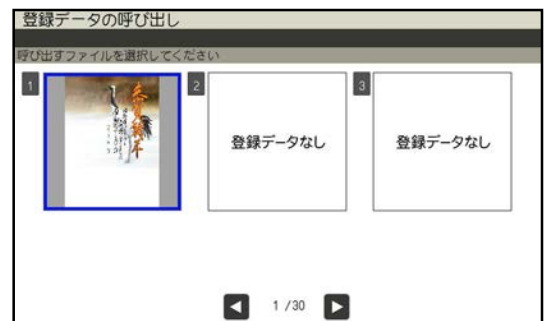 登録データの呼び出し
呼び出すファイルを選択してください
1
2
登録データなし
3
登録データなし
1 /30